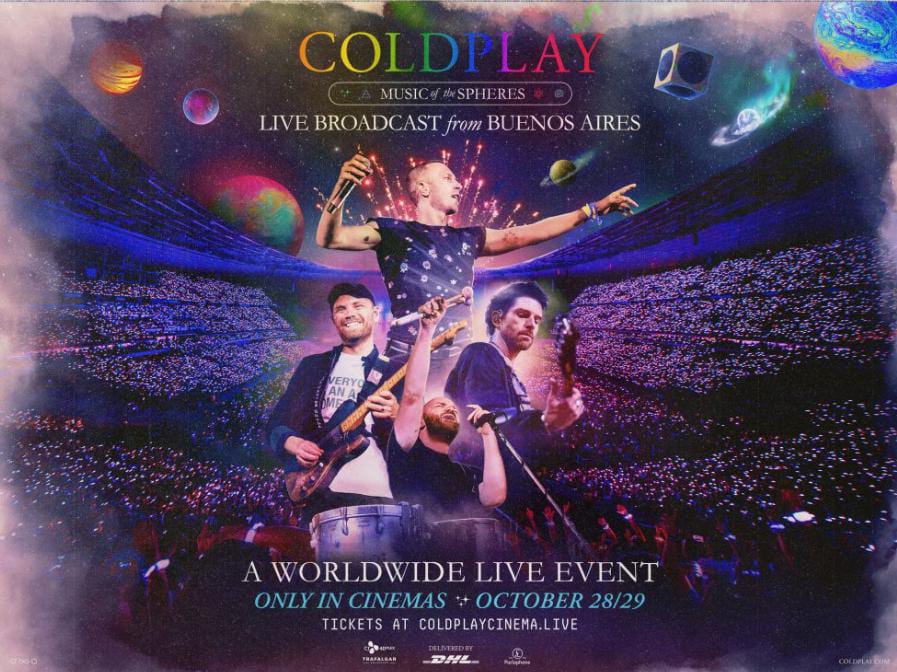 COLDPLAY
MUSIC of the SPHERES
LIVE BROADCAST from BUENOS AIRES
A WORLDWIDE LIVE EVENT
ONLY IN CINEMAS OCTOBER 28/29
TICKETS AT COLDPLAYCINEMA.LIVE
DELIVERED BY
TRAFALGAR
DHL
Parlophone
COLDPLAY.COM